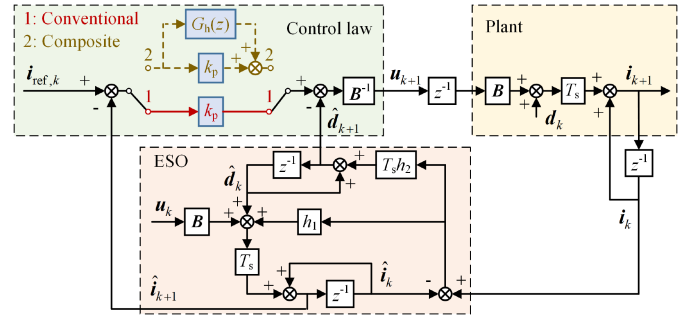 1: Conventional
2: Composite
G_h(z)
Control law
Plant
2
2
k_p
i_ref,k
+
-
1
k_p
1
+
-
B^-1
u_k+1
z^-1
B
+
+
d_k
T_s
+
+
i_k+1
+
+
d̂_k+1
z^-1
i_k
ESO
d̂_k
z^-1
+
+
T_s h_2
u_k
B
+
+
+
h_1
T_s
î_k+1
+
+
z^-1
î_k
-
+